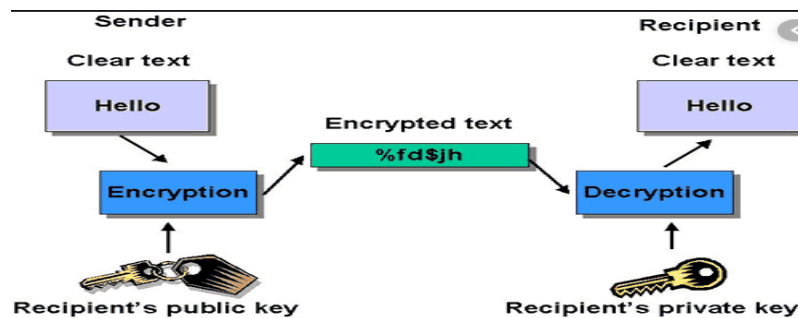 Sender
Recipient
Clear text
Clear text
Hello
Hello
Encrypted text
%fd$jh
Encryption
Decryption
Recipient's public key
Recipient's private key